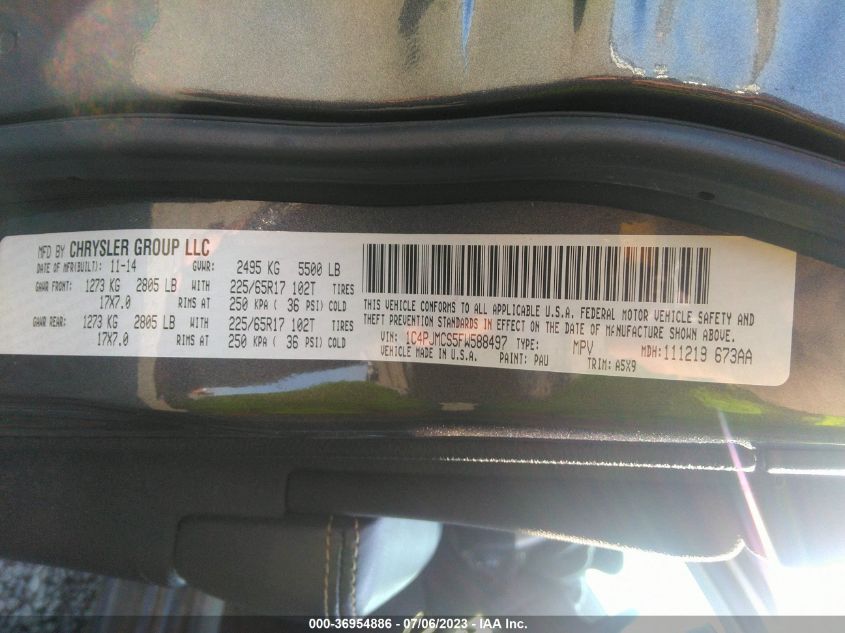 MFD BY CHRYSLER GROUP LLC
DATE OF MFR(BUILT): 11-14 GVWR: 2495 KG 5500 LB
GAWR FRONT: 1273 KG 2805 LB WITH 225/65R17 102T TIRES
17X7.0 RIMS AT 250 KPA ( 36 PSI) COLD
GAWR REAR: 1273 KG 2805 LB WITH 225/65R17 102T TIRES
17X7.0 RIMS AT 250 KPA ( 36 PSI) COLD
THIS VEHICLE CONFORMS TO ALL APPLICABLE U.S.A. FEDERAL MOTOR VEHICLE SAFETY AND
THEFT PREVENTION STANDARDS IN EFFECT ON THE DATE OF MANUFACTURE SHOWN ABOVE.
VIN: 1C4PJMCS5FW588497 TYPE: MPV MDH: 111213 673AA
VEHICLE MADE IN U.S.A. PAINT: PAU TRIM: A5X9
000-36954886 - 07/06/2023 - IAA Inc.